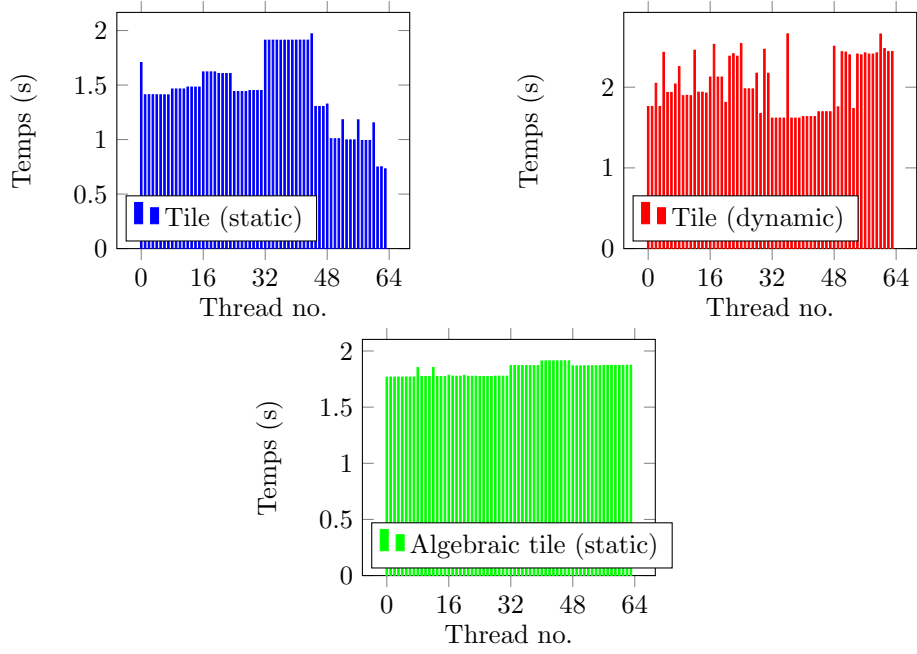 2
1.5
1
0.5
0
Temps (s)
Tile (static)
0 16 32 48 64
Thread no.
2
1
0
Temps (s)
Tile (dynamic)
0 16 32 48 64
Thread no.
2
1.5
1
0.5
0
Temps (s)
Algebraic tile (static)
0 16 32 48 64
Thread no.